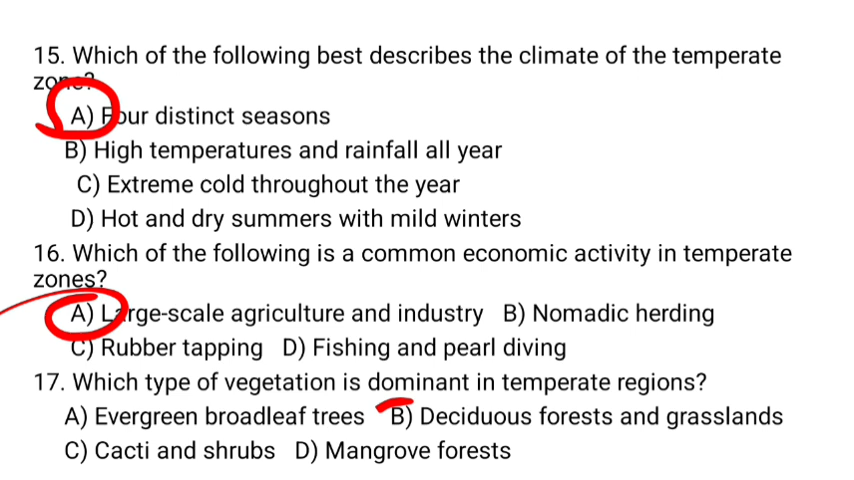 15. Which of the following best describes the climate of the temperate
zone?
A) Four distinct seasons
B) High temperatures and rainfall all year
C) Extreme cold throughout the year
D) Hot and dry summers with mild winters
16. Which of the following is a common economic activity in temperate
zones?
A) Large-scale agriculture and industry B) Nomadic herding
C) Rubber tapping D) Fishing and pearl diving
17. Which type of vegetation is dominant in temperate regions?
A) Evergreen broadleaf trees B) Deciduous forests and grasslands
C) Cacti and shrubs D) Mangrove forests